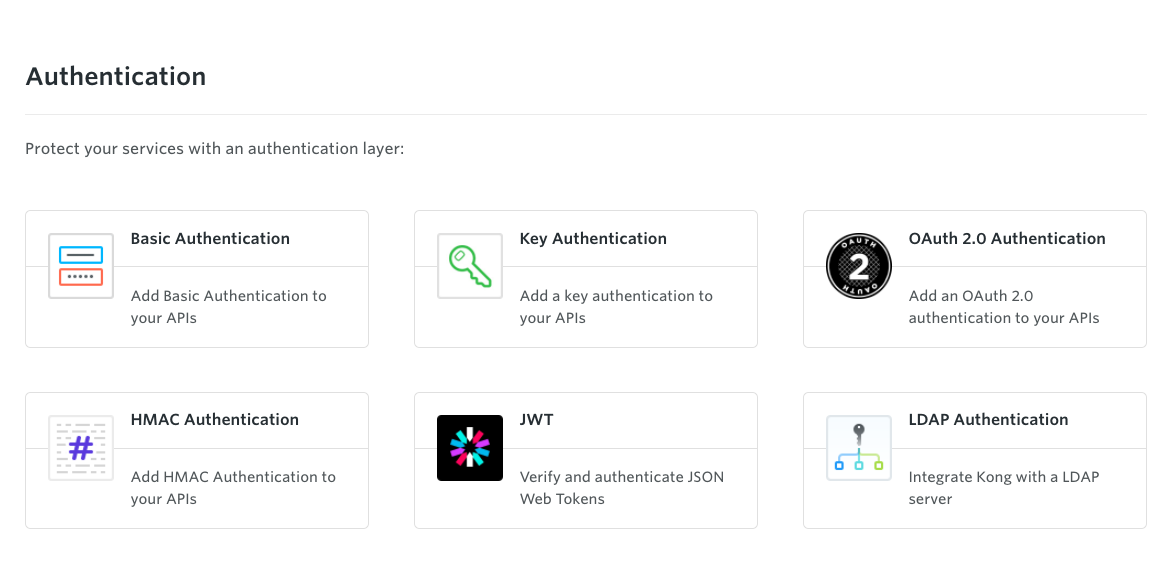 Authentication
Protect your services with an authentication layer:
Basic Authentication
Add Basic Authentication to
your APIs
Key Authentication
Add a key authentication to
your APIs
OAUTH
2
OAUTH
OAuth 2.0 Authentication
Add an OAuth 2.0
authentication to your APIs
#
HMAC Authentication
Add HMAC Authentication to
your APIs
JWT
Verify and authenticate JSON
Web Tokens
LDAP Authentication
Integrate Kong with a LDAP
server